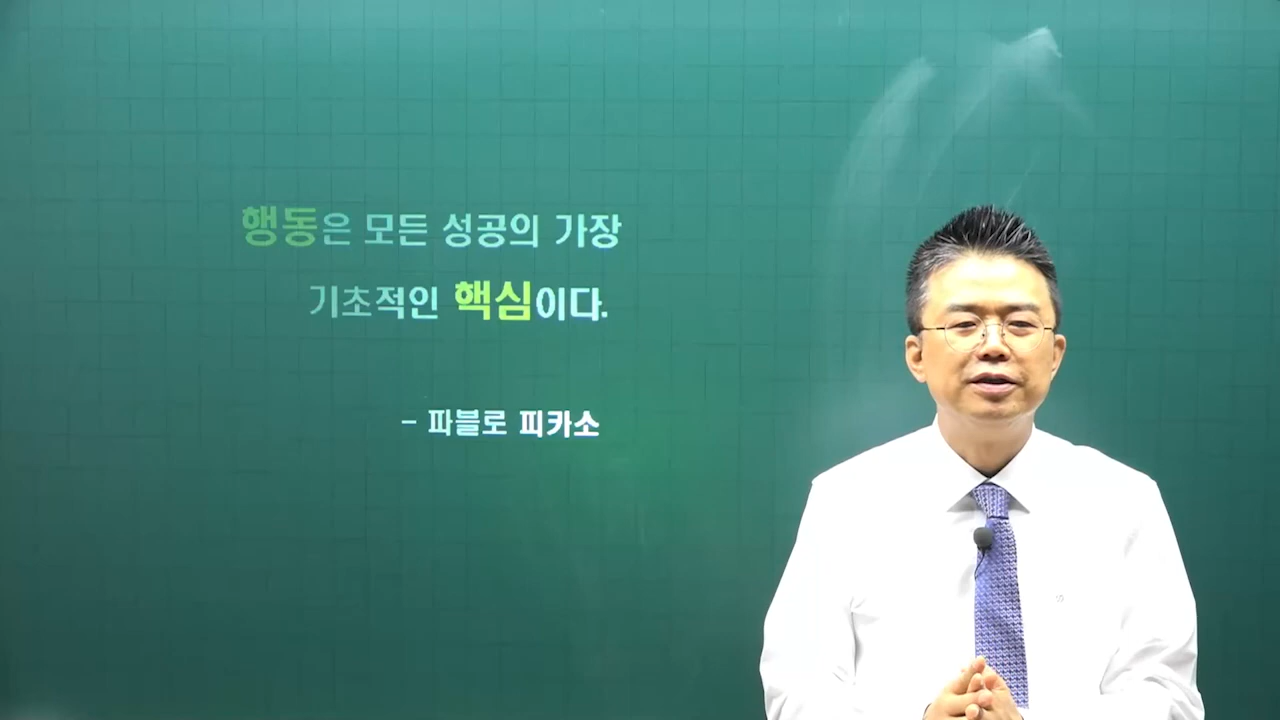 행동은 모든 성공의 가장
기초적인 핵심이다.
- 파블로 피카소